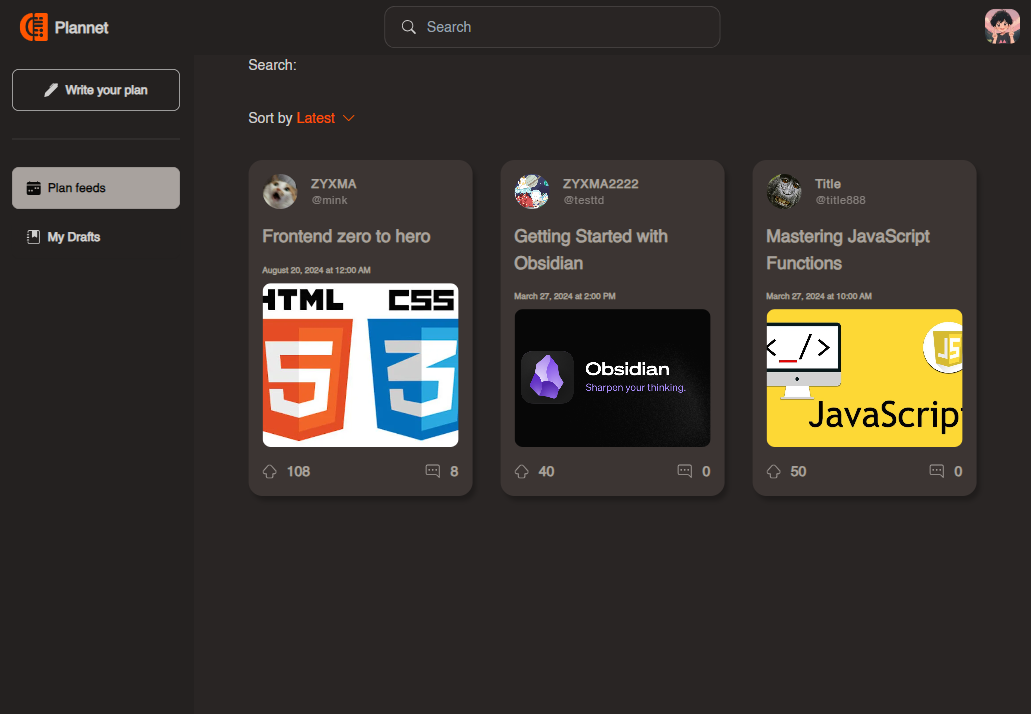 Plannet
Search
Write your plan
Plan feeds
My Drafts
Search:
Sort by Latest
ZYXMA
@mink
Frontend zero to hero
August 20, 2024 at 12:00 AM
HTML CSS
5 3
108 8
ZYXMA2222
@testtd
Getting Started with
Obsidian
March 27, 2024 at 2:00 PM
Obsidian
Sharpen your thinking.
40 0
Title
@title888
Mastering JavaScript
Functions
March 27, 2024 at 10:00 AM
<_/>
JS
JavaScript
50 0